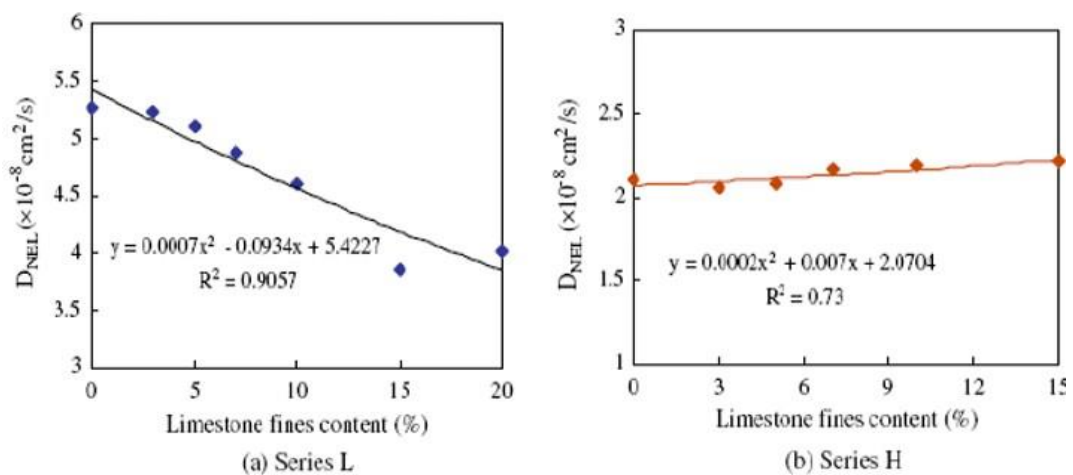 6
5.5
5
4.5
4
3.5
3
D_NEL (×10⁻⁸ cm²/s)
y = 0.0007x² - 0.0934x + 5.4227
R² = 0.9057
0 5 10 15 20
Limestone fines content (%)
(a) Series L
3
2.5
2
1.5
1
D_NEL (×10⁻⁸ cm²/s)
y = 0.0002x² + 0.007x + 2.0704
R² = 0.73
0 3 6 9 12 15
Limestone fines content (%)
(b) Series H